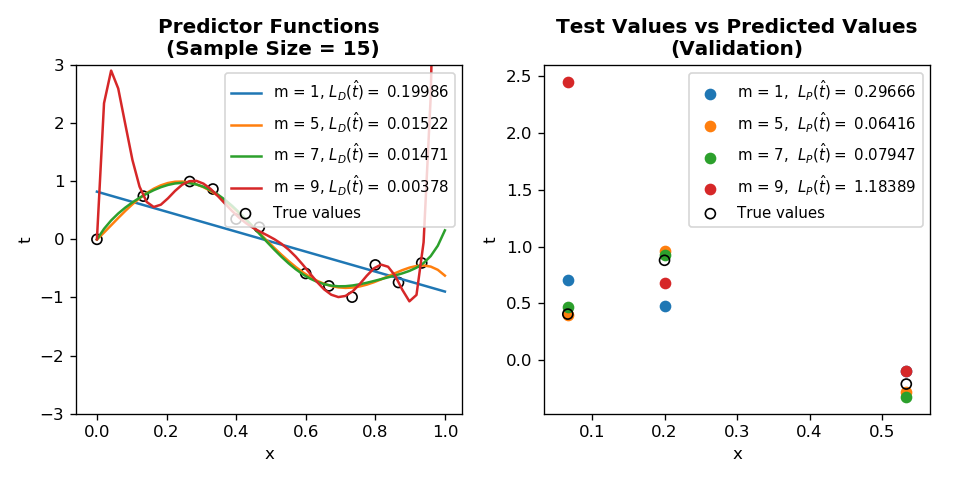 Predictor Functions
(Sample Size = 15)
3
2
1
0
−1
−2
−3
t
0.0 0.2 0.4 0.6 0.8 1.0
x
m = 1, L_D(t̂) = 0.19986
m = 5, L_D(t̂) = 0.01522
m = 7, L_D(t̂) = 0.01471
m = 9, L_D(t̂) = 0.00378
True values
Test Values vs Predicted Values
(Validation)
2.5
2.0
1.5
1.0
0.5
0.0
t
0.1 0.2 0.3 0.4 0.5
x
m = 1, L_P(t̂) = 0.29666
m = 5, L_P(t̂) = 0.06416
m = 7, L_P(t̂) = 0.07947
m = 9, L_P(t̂) = 1.18389
True values